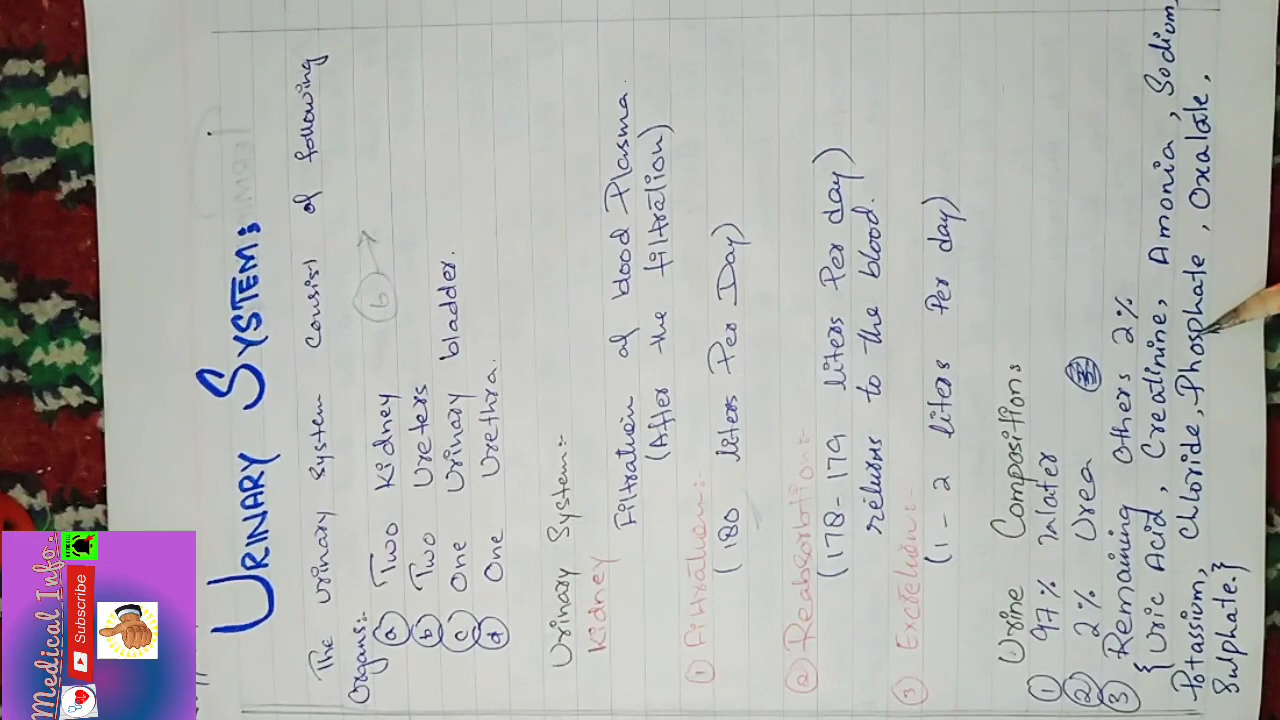 URINARY SYSTEM:
The urinary System Consist of following
Organs:-
(a) Two Kidney
(b) →
(b) Two Ureters
(c) One Urinary bladder.
(d) One Urethra.
Urinary System:-
Kidney
Filtration of blood Plasma.
(After the filtration)
(1) Filtration:-
(180 liters Per Day)
(2) Reabsorbtion:-
(178-179 liters Per day)
returns to the blood.
(3) Excretion:-
(1-2 liters Per day)
Urine Composition:
(1) 97% Water
(2) 2% Urea
(3) Remaining others 2%
{Uric Acid, Creatinine, Amonia, Sodium,
Potassium, Chloride, Phosphate, Oxalate,
Sulphate.}
Medical Info:-
Subscribe